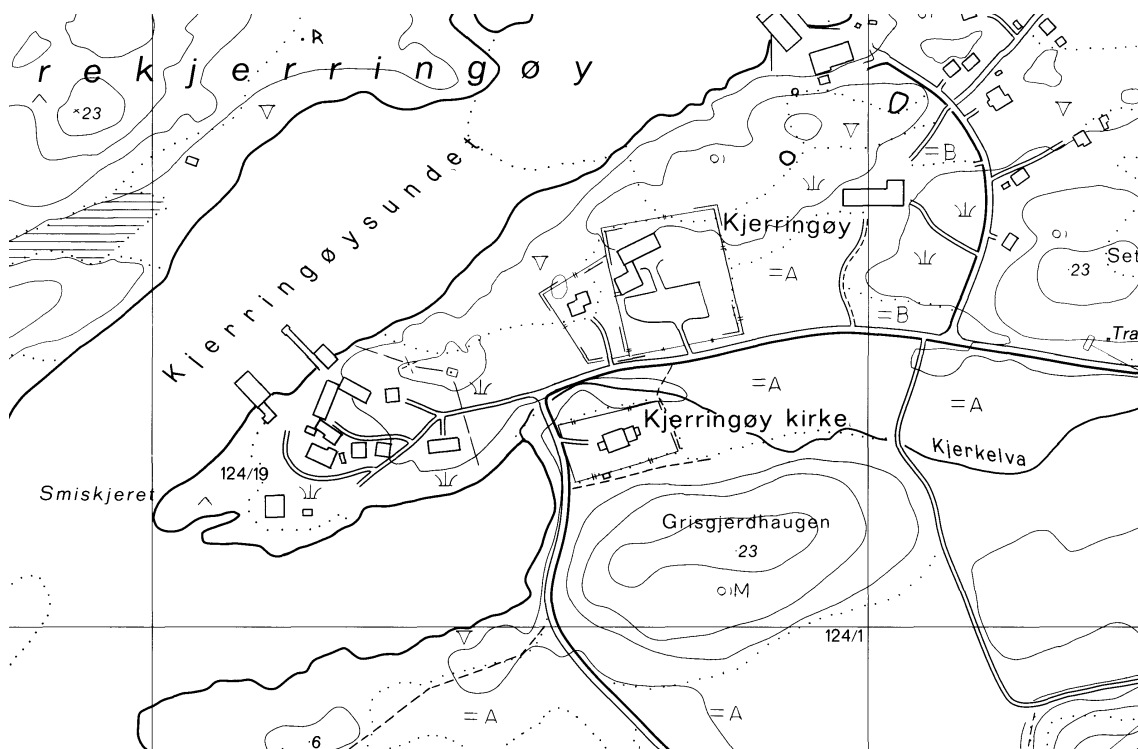 R
rekjerringøy
23
Kjerringøysundet
B
Kjerringøy
A
Set
23
B
Tra
A
A
Kjerringøy kirke
Kjerkelva
124/19
Smiskjeret
Grisgjerdhaugen
23
M
124/1
A
A
6